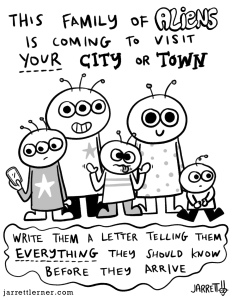 THIS FAMILY OF ALIENS
IS COMING TO VISIT
YOUR CITY OR TOWN
WRITE THEM A LETTER TELLING THEM
EVERYTHING THEY SHOULD KNOW
BEFORE THEY ARRIVE
JARRETT
jarrettlerner.com